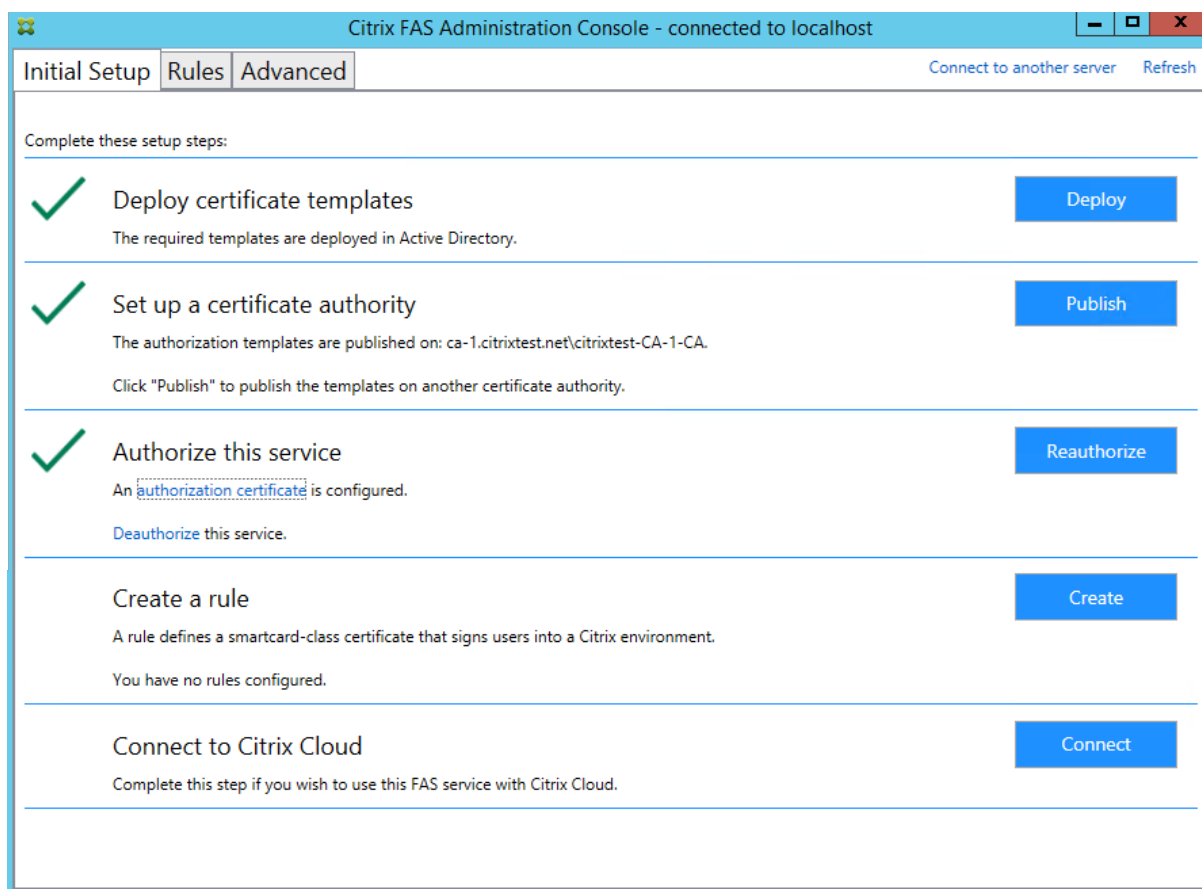 Citrix FAS Administration Console - connected to localhost
Initial Setup Rules Advanced Connect to another server Refresh
Complete these setup steps:
Deploy certificate templates Deploy
The required templates are deployed in Active Directory.
Set up a certificate authority Publish
The authorization templates are published on: ca-1.citrixtest.net\citrixtest-CA-1-CA.
Click "Publish" to publish the templates on another certificate authority.
Authorize this service Reauthorize
An authorization certificate is configured.
Deauthorize this service.
Create a rule Create
A rule defines a smartcard-class certificate that signs users into a Citrix environment.
You have no rules configured.
Connect to Citrix Cloud Connect
Complete this step if you wish to use this FAS service with Citrix Cloud.